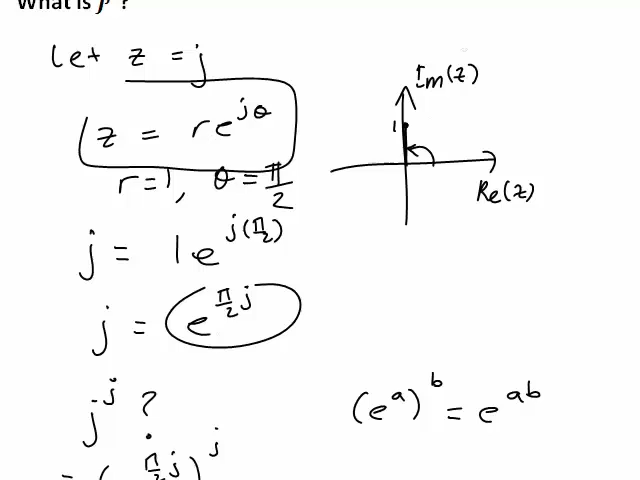 What is j^j ?
Let z = j
z = re^{jθ}
r=1, θ = π/2
j = 1e^{j(π/2)}
j = e^{π/2 j}
j^j ?
= ( π/2 j)^j
Im(z)
1
Re(z)
(e^a)^b = e^{ab}